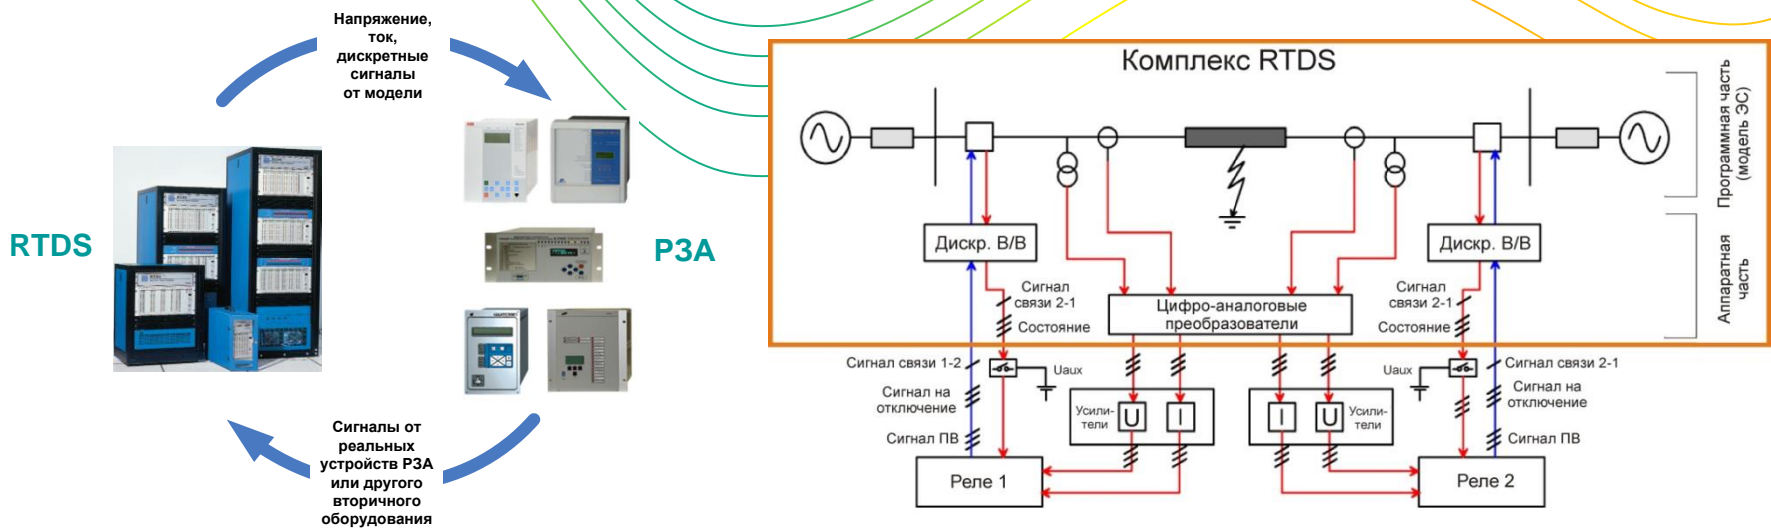 Напряжение,
ток,
дискретные
сигналы
от модели
RTDS
РЗА
Сигналы от
реальных
устройств РЗА
или другого
вторичного
оборудования
Комплекс RTDS
Программная часть
(модель ЭС)
Аппаратная
часть
Дискр. В/В
Дискр. В/В
Сигнал
связи 2-1
Состояние
Цифро-аналоговые
преобразователи
Сигнал
связи 2-1
Состояние
Сигнал связи 1-2
Uaux
Uaux
Сигнал связи 2-1
Сигнал на
отключение
Сигнал на
отключение
Усили-
тели
U
I
I
U
Усили-
тели
Сигнал ПВ
Сигнал ПВ
Реле 1
Реле 2